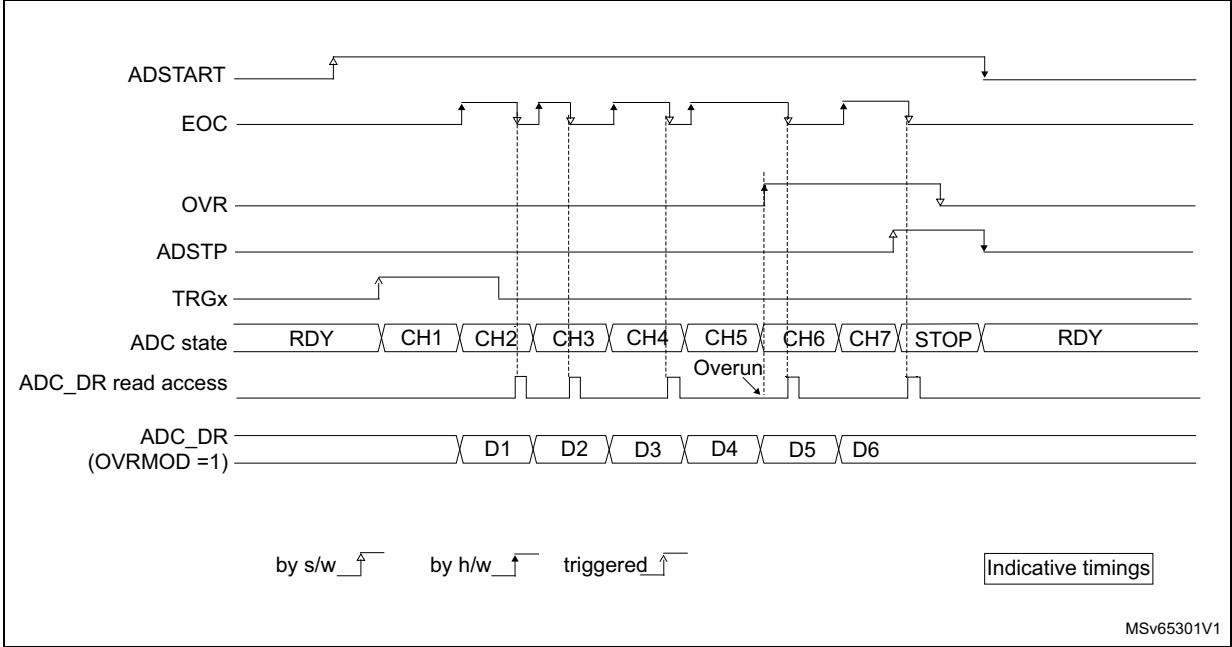 ADSTART
EOC
OVR
ADSTP
TRGx
ADC state RDY CH1 CH2 CH3 CH4 CH5 CH6 CH7 STOP RDY
Overun
ADC_DR read access
ADC_DR
(OVRMOD =1) D1 D2 D3 D4 D5 D6
by s/w by h/w triggered Indicative timings
MSv65301V1